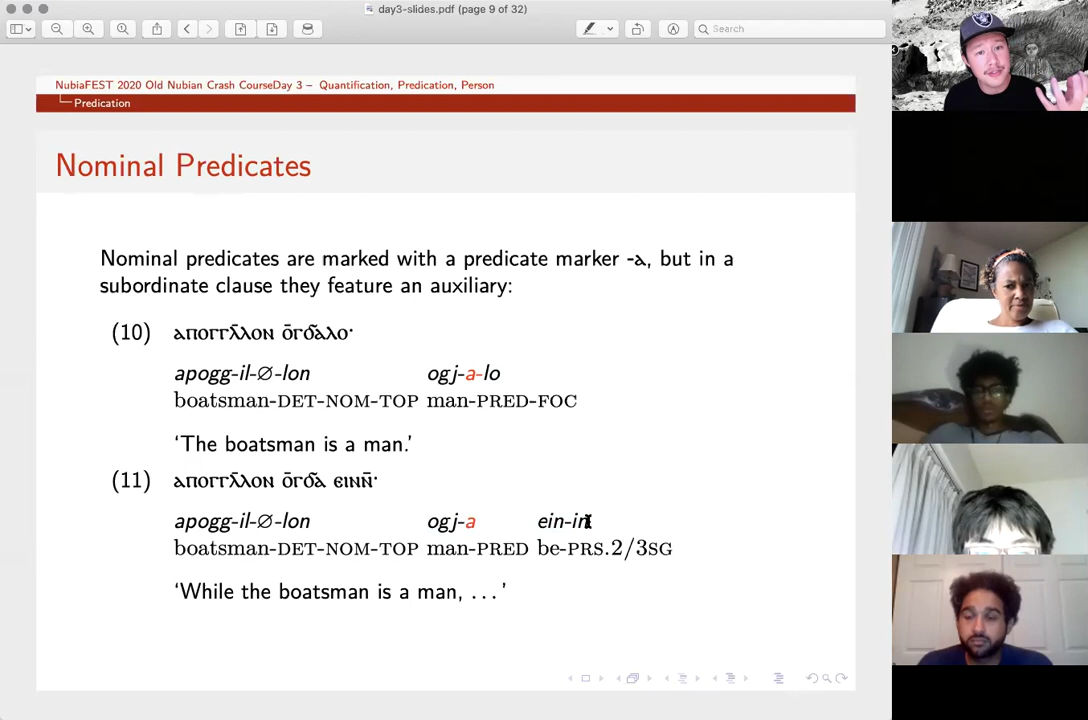 day3-slides.pdf (page 9 of 32)
Search
NubiaFEST 2020 Old Nubian Crash CourseDay 3 – Quantification, Predication, Person
Predication
Nominal Predicates
Nominal predicates are marked with a predicate marker -ⲁ, but in a
subordinate clause they feature an auxiliary:
(10) ⲁⲡⲟⲅⲅⲗ̄ⲗⲟⲛ ⲟ̄ⲅϭ̄ⲁⲗⲟ·
apogg-il-∅-lon ogj-a-lo
boatsman-DET-NOM-TOP man-PRED-FOC
‘The boatsman is a man.’
(11) ⲁⲡⲟⲅⲅⲗ̄ⲗⲟⲛ ⲟ̄ⲅϭ̄ⲁ ⲉⲓⲛⲛ̄·
apogg-il-∅-lon ogj-a ein-in
boatsman-DET-NOM-TOP man-PRED be-PRS.2/3SG
‘While the boatsman is a man, . . . ’